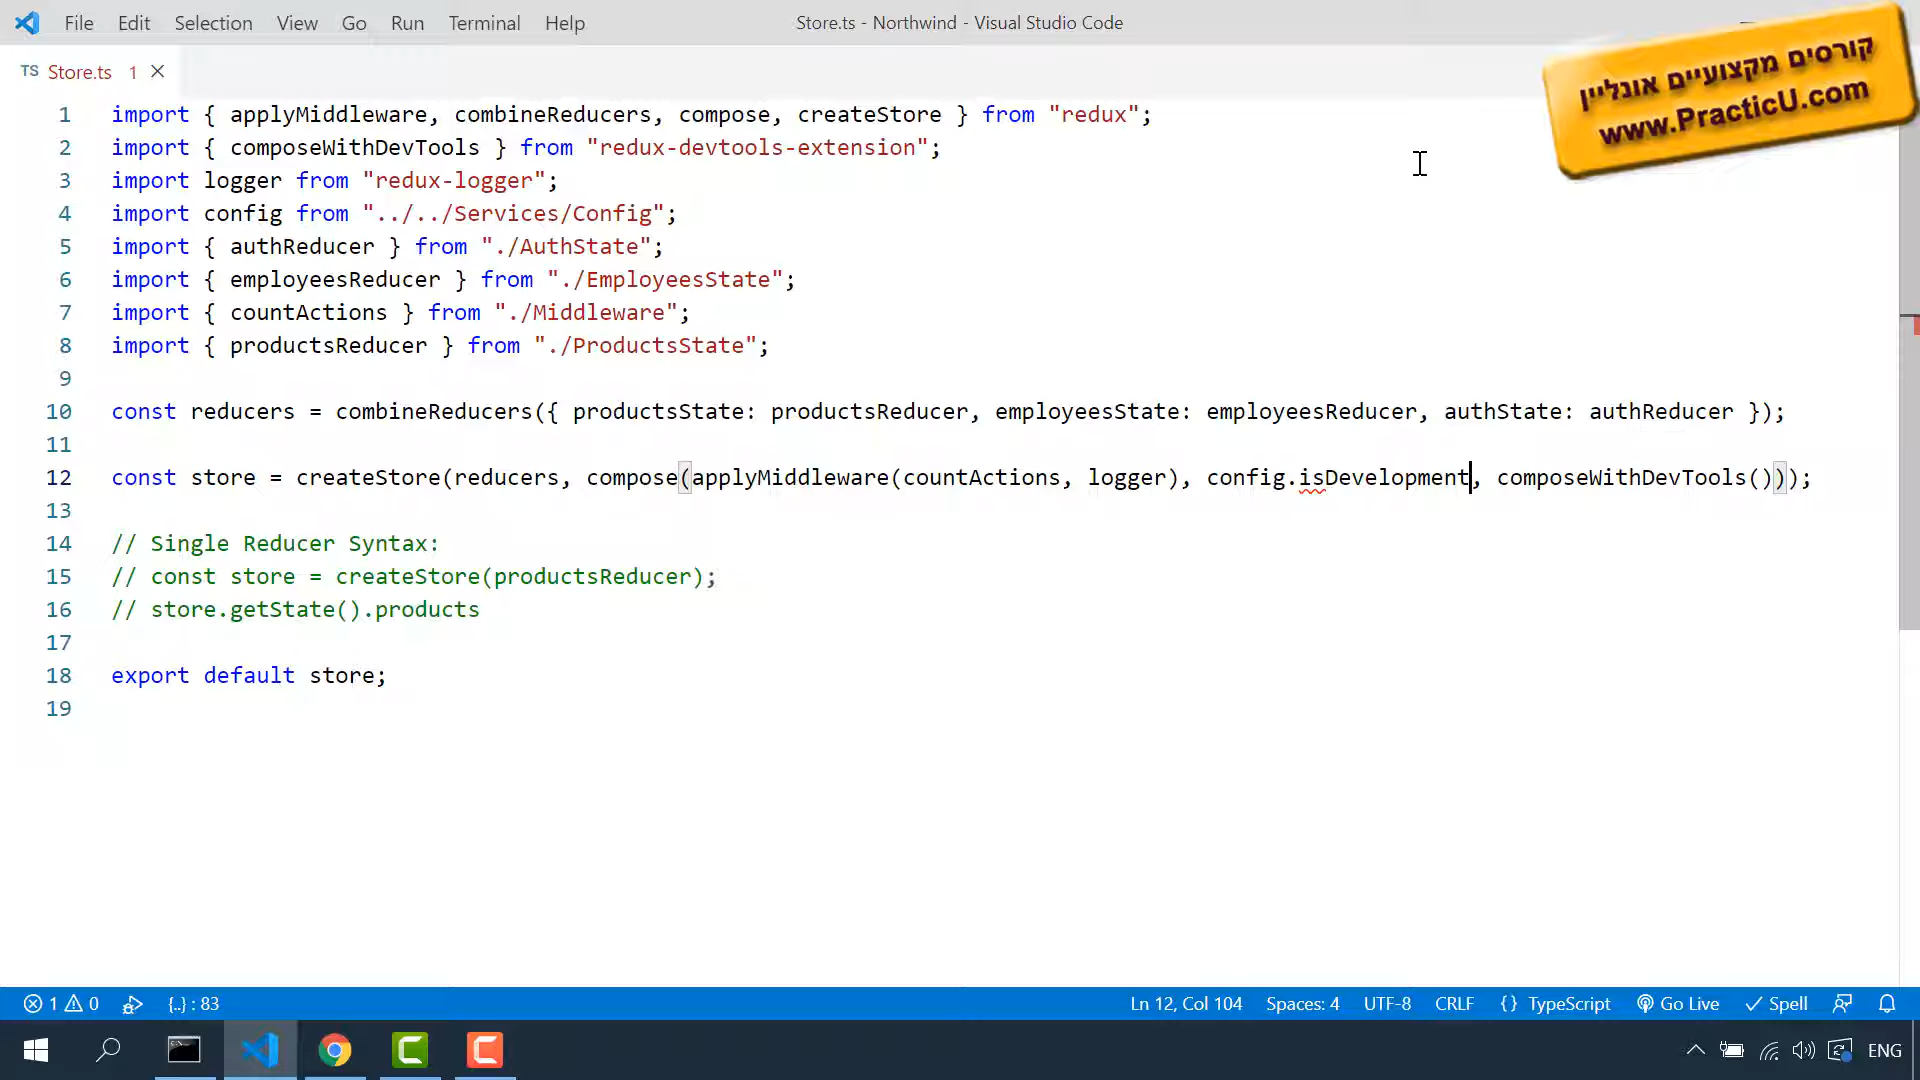 File Edit Selection View Go Run Terminal Help
Store.ts - Northwind - Visual Studio Code
קורסים מקצועיים אונליין
www.PracticU.com
TS Store.ts 1
1 import { applyMiddleware, combineReducers, compose, createStore } from "redux";
2 import { composeWithDevTools } from "redux-devtools-extension";
3 import logger from "redux-logger";
4 import config from "../../Services/Config";
5 import { authReducer } from "./AuthState";
6 import { employeesReducer } from "./EmployeesState";
7 import { countActions } from "./Middleware";
8 import { productsReducer } from "./ProductsState";
9
10 const reducers = combineReducers({ productsState: productsReducer, employeesState: employeesReducer, authState: authReducer });
11
12 const store = createStore(reducers, compose(applyMiddleware(countActions, logger), config.isDevelopment, composeWithDevTools()));
13
14 // Single Reducer Syntax:
15 // const store = createStore(productsReducer);
16 // store.getState().products
17
18 export default store;
19
1 0 {..} : 83 Ln 12, Col 104 Spaces: 4 UTF-8 CRLF {} TypeScript Go Live Spell
ENG